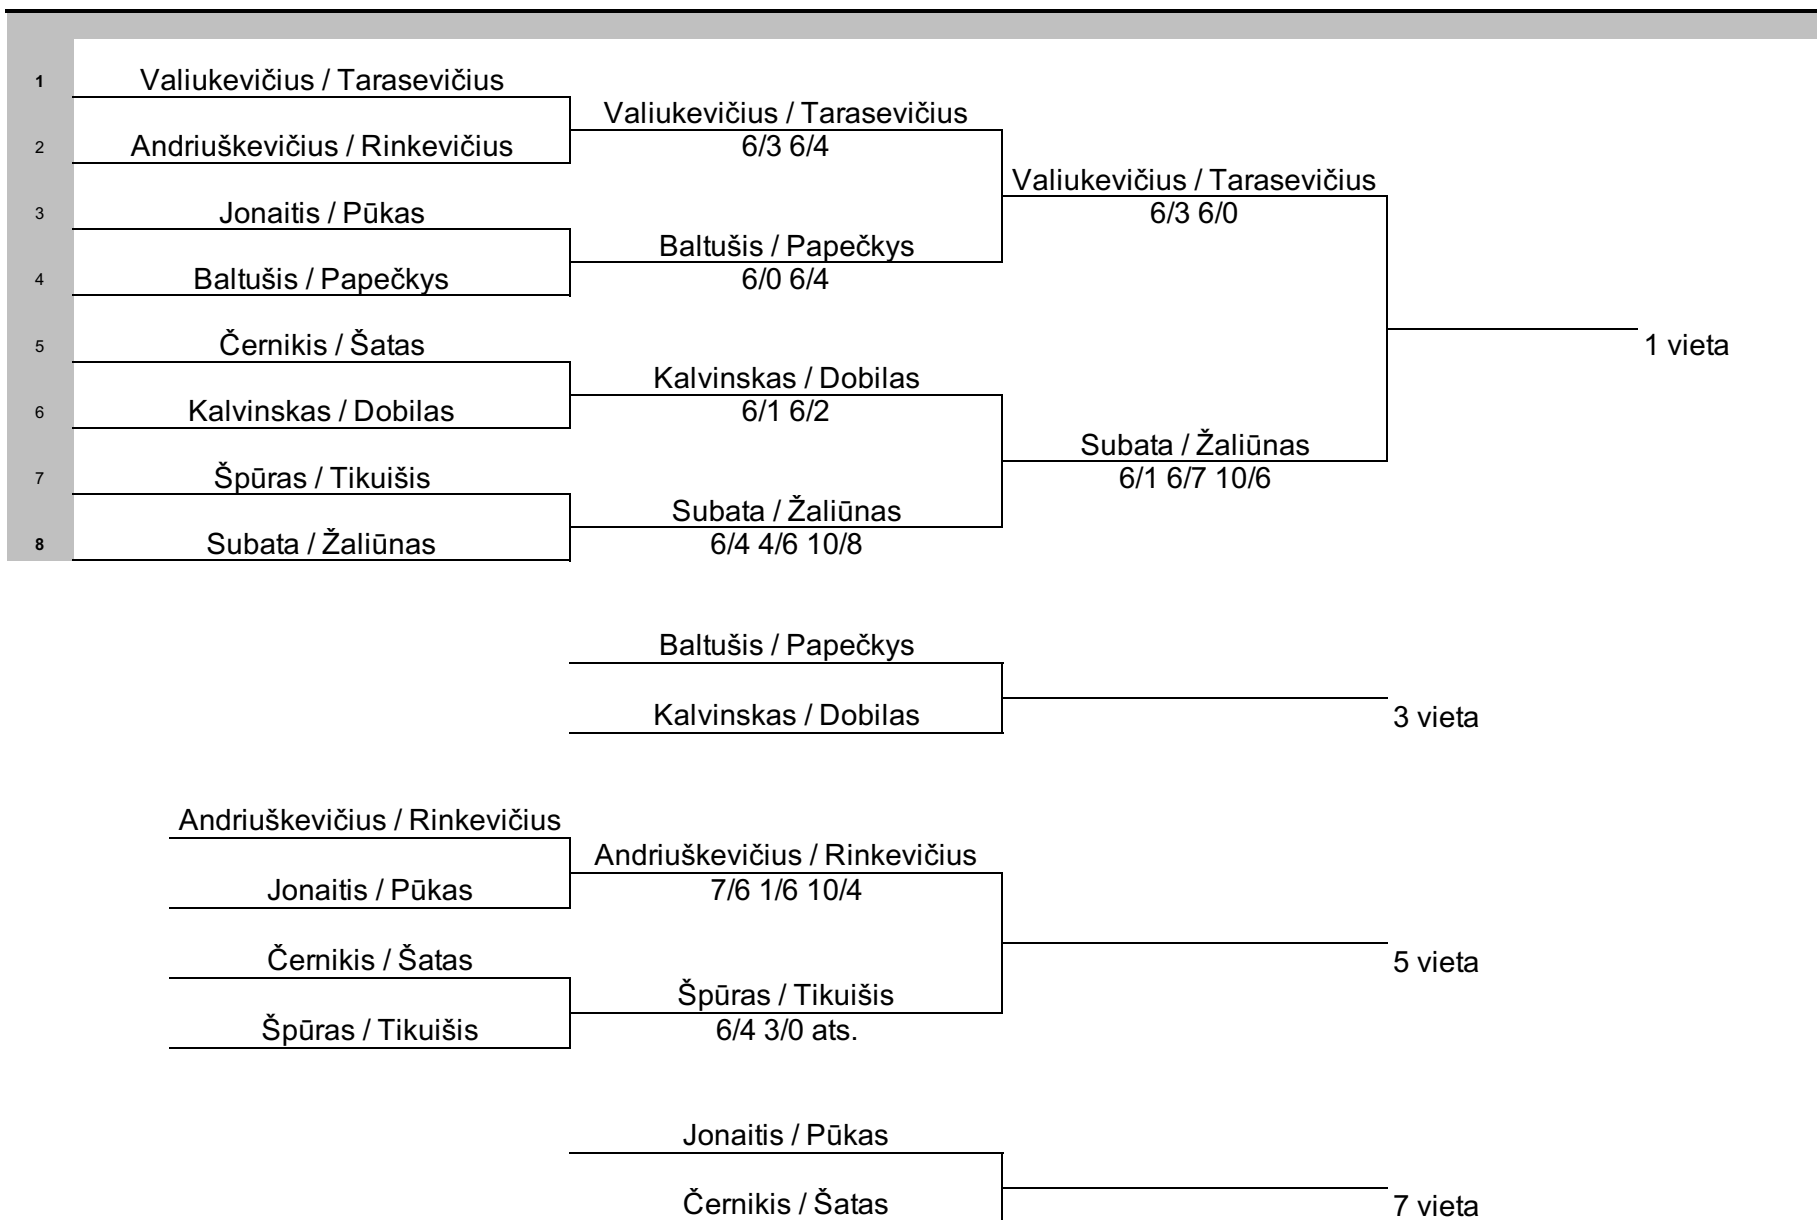 1 Valiukevičius / Tarasevičius
Valiukevičius / Tarasevičius
2 Andriuškevičius / Rinkevičius 6/3 6/4
Valiukevičius / Tarasevičius
3 Jonaitis / Pūkas 6/3 6/0
Baltušis / Papečkys
4 Baltušis / Papečkys 6/0 6/4
5 Černikis / Šatas 1 vieta
Kalvinskas / Dobilas
6 Kalvinskas / Dobilas 6/1 6/2
Subata / Žaliūnas
7 Špūras / Tikuišis 6/1 6/7 10/6
Subata / Žaliūnas
8 Subata / Žaliūnas 6/4 4/6 10/8
Baltušis / Papečkys
Kalvinskas / Dobilas 3 vieta
Andriuškevičius / Rinkevičius
Andriuškevičius / Rinkevičius
Jonaitis / Pūkas 7/6 1/6 10/4
Černikis / Šatas 5 vieta
Špūras / Tikuišis
Špūras / Tikuišis 6/4 3/0 ats.
Jonaitis / Pūkas
Černikis / Šatas 7 vieta